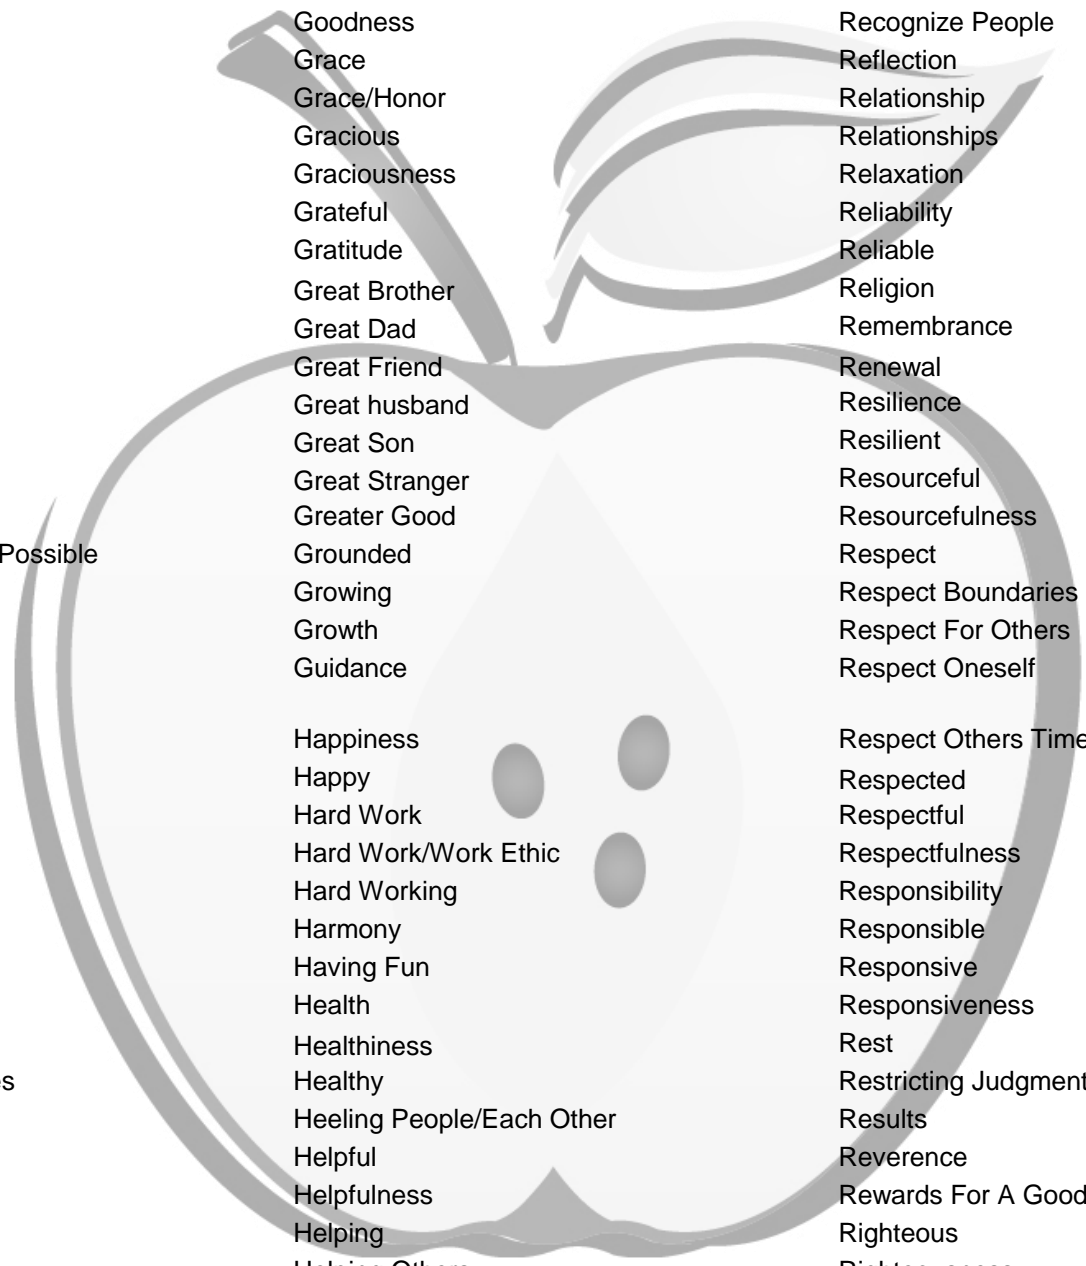 Possible
es
Goodness
Grace
Grace/Honor
Gracious
Graciousness
Grateful
Gratitude
Great Brother
Great Dad
Great Friend
Great husband
Great Son
Great Stranger
Greater Good
Grounded
Growing
Growth
Guidance
Happiness
Happy
Hard Work
Hard Work/Work Ethic
Hard Working
Harmony
Having Fun
Health
Healthiness
Healthy
Heeling People/Each Other
Helpful
Helpfulness
Helping
Helping Others
Recognize People
Reflection
Relationship
Relationships
Relaxation
Reliability
Reliable
Religion
Remembrance
Renewal
Resilience
Resilient
Resourceful
Resourcefulness
Respect
Respect Boundaries
Respect For Others
Respect Oneself
Respect Others Time
Respected
Respectful
Respectfulness
Responsibility
Responsible
Responsive
Responsiveness
Rest
Restricting Judgment
Results
Reverence
Rewards For A Good
Righteous
Righteousness